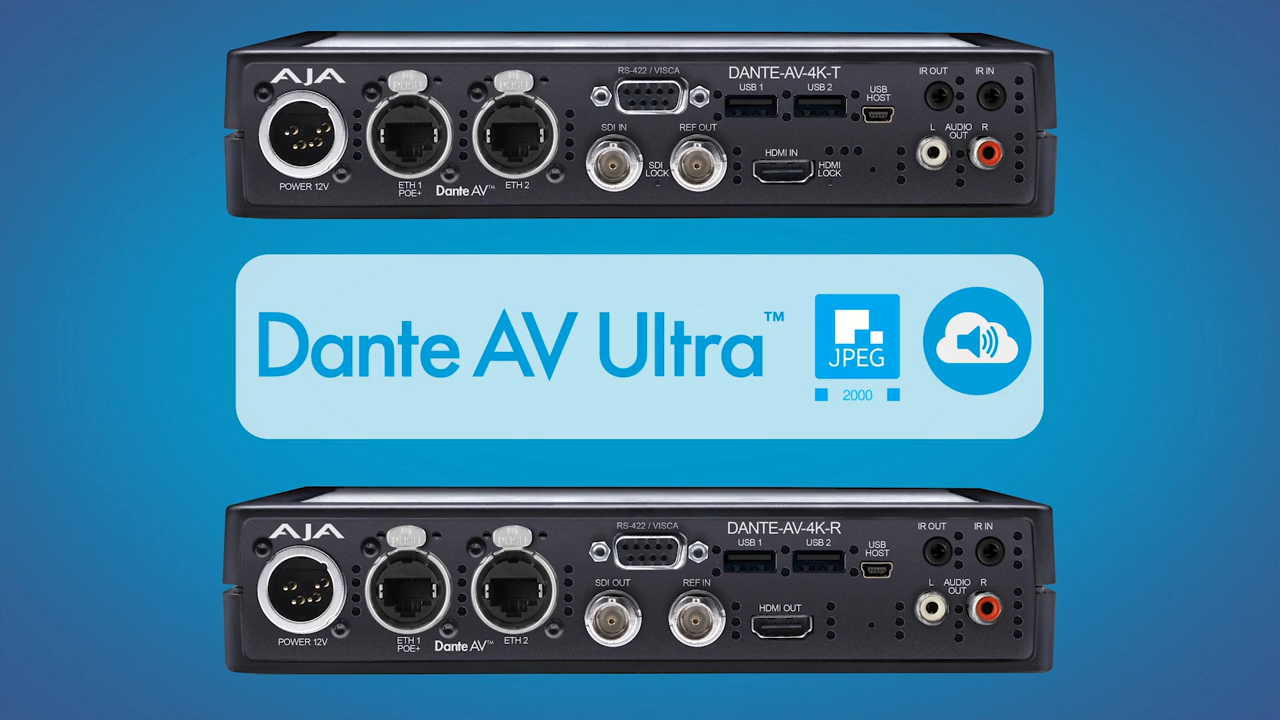 AJA
PUSH
PUSH
RS-422 / VISCA
DANTE-AV-4K-T
USB 1
USB 2
USB
HOST
IR OUT
IR IN
SDI IN
REF OUT
SDI
LOCK
HDMI IN
HDMI
LOCK
L
AUDIO
OUT
R
POWER 12V
ETH 1
POE+
Dante AV™
ETH 2
Dante AV Ultra™
JPEG
2000
AJA
PUSH
PUSH
RS-422 / VISCA
DANTE-AV-4K-R
USB 1
USB 2
USB
HOST
IR OUT
IR IN
SDI OUT
REF IN
HDMI OUT
L
AUDIO
OUT
R
POWER 12V
ETH 1
POE+
Dante AV™
ETH 2